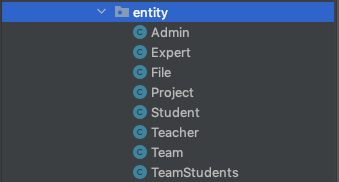 entity
Admin
Expert
File
Project
Student
Teacher
Team
TeamStudents